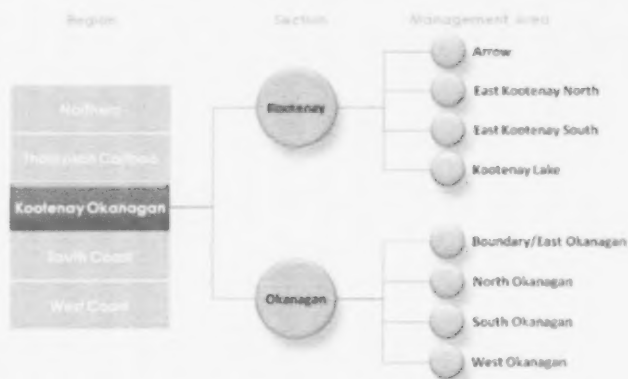 Region
Section
Management area
Northern
Thompson Cariboo
Kootenay Okanagan
South Coast
West Coast
Kootenay
Okanagan
Arrow
East Kootenay North
East Kootenay South
Kootenay Lake
Boundary/East Okanagan
North Okanagan
South Okanagan
West Okanagan